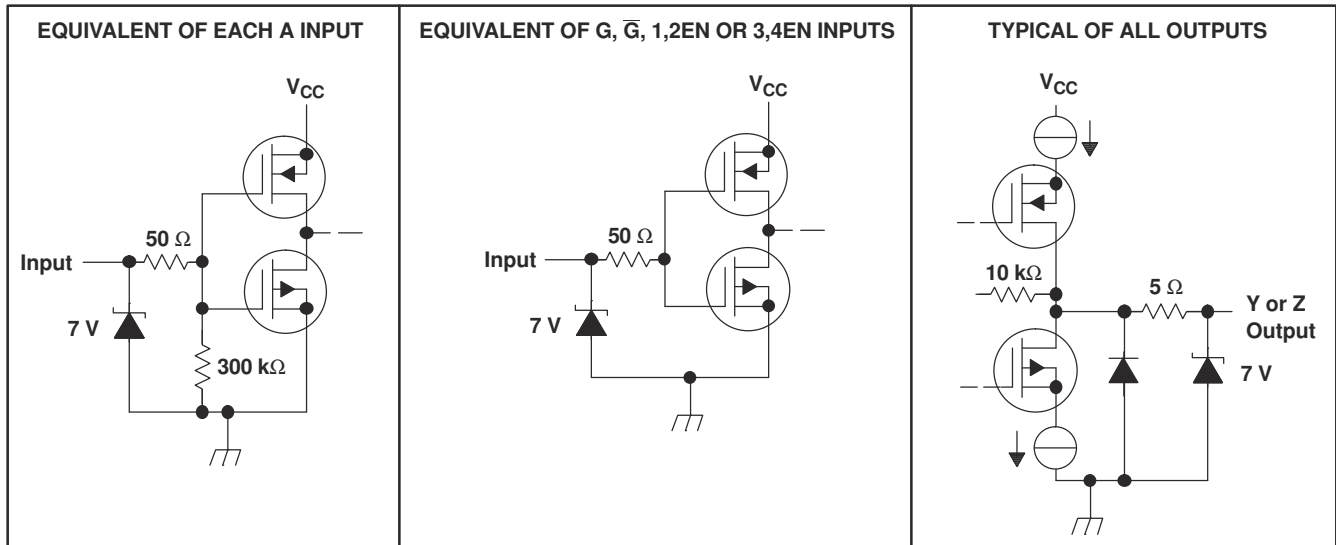 EQUIVALENT OF EACH A INPUT
VCC
50 Ω
Input
7 V
300 kΩ
EQUIVALENT OF G, G̅, 1,2EN OR 3,4EN INPUTS
VCC
50 Ω
Input
7 V
TYPICAL OF ALL OUTPUTS
VCC
10 kΩ
5 Ω
Y or Z
Output
7 V